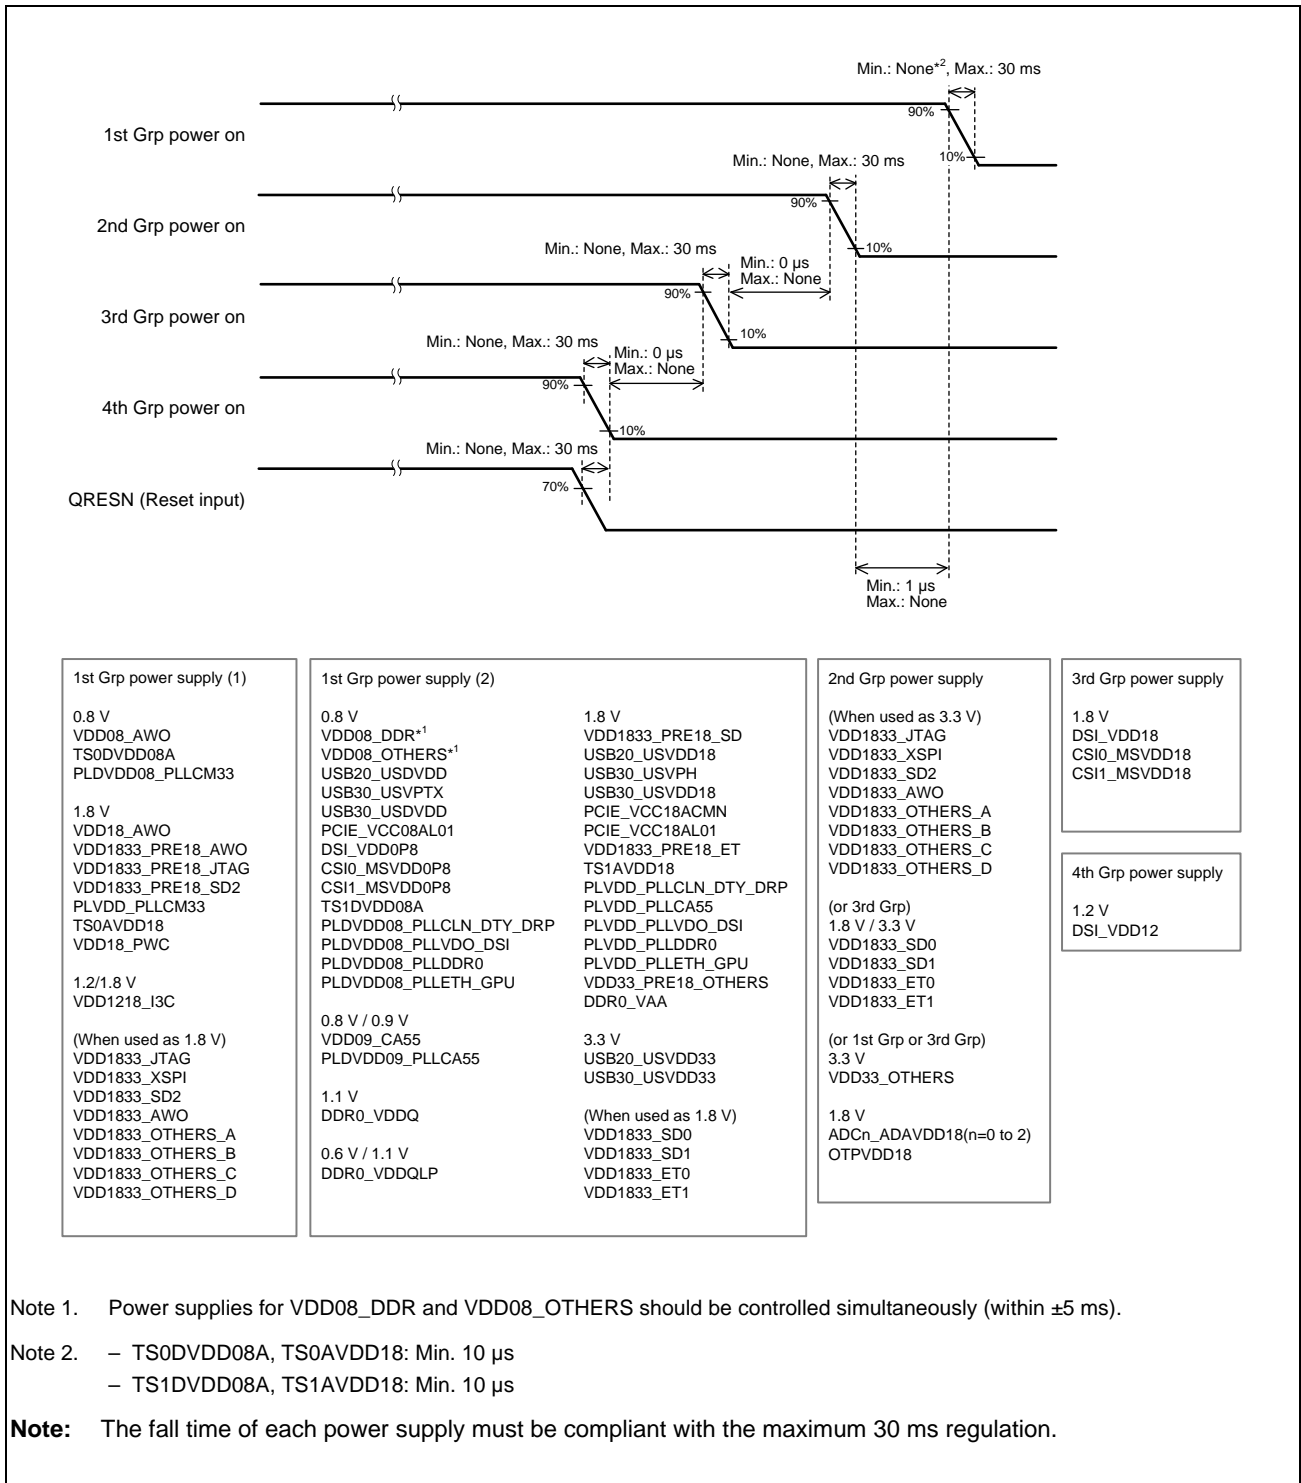 Min.: None*2, Max.: 30 ms
90%
1st Grp power on
10%
Min.: None, Max.: 30 ms
90%
2nd Grp power on
10%
Min.: None, Max.: 30 ms
Min.: 0 µs
Max.: None
90%
3rd Grp power on
10%
Min.: None, Max.: 30 ms
Min.: 0 µs
Max.: None
90%
4th Grp power on
10%
Min.: None, Max.: 30 ms
70%
QRESN (Reset input)
Min.: 1 µs
Max.: None
1st Grp power supply (1)
0.8 V
VDD08_AWO
TS0DVDD08A
PLDVDD08_PLLCM33
1.8 V
VDD18_AWO
VDD1833_PRE18_AWO
VDD1833_PRE18_JTAG
VDD1833_PRE18_SD2
PLVDD_PLLCM33
TS0AVDD18
VDD18_PWC
1.2/1.8 V
VDD1218_I3C
(When used as 1.8 V)
VDD1833_JTAG
VDD1833_XSPI
VDD1833_SD2
VDD1833_AWO
VDD1833_OTHERS_A
VDD1833_OTHERS_B
VDD1833_OTHERS_C
VDD1833_OTHERS_D
1st Grp power supply (2)
0.8 V
VDD08_DDR*1
VDD08_OTHERS*1
USB20_USDVDD
USB30_USVPTX
USB30_USDVDD
PCIE_VCC08AL01
DSI_VDD0P8
CSI0_MSVDD0P8
CSI1_MSVDD0P8
TS1DVDD08A
PLDVDD08_PLLCLN_DTY_DRP
PLDVDD08_PLLVDO_DSI
PLDVDD08_PLLDDR0
PLDVDD08_PLLETH_GPU
0.8 V / 0.9 V
VDD09_CA55
PLDVDD09_PLLCA55
1.1 V
DDR0_VDDQ
0.6 V / 1.1 V
DDR0_VDDQLP
1.8 V
VDD1833_PRE18_SD
USB20_USVDD18
USB30_USVPH
USB30_USVDD18
PCIE_VCC18ACMN
PCIE_VCC18AL01
VDD1833_PRE18_ET
TS1AVDD18
PLVDD_PLLCLN_DTY_DRP
PLVDD_PLLCA55
PLVDD_PLLVDO_DSI
PLVDD_PLLDDR0
PLVDD_PLLETH_GPU
VDD33_PRE18_OTHERS
DDR0_VAA
3.3 V
USB20_USVDD33
USB30_USVDD33
(When used as 1.8 V)
VDD1833_SD0
VDD1833_SD1
VDD1833_ET0
VDD1833_ET1
2nd Grp power supply
(When used as 3.3 V)
VDD1833_JTAG
VDD1833_XSPI
VDD1833_SD2
VDD1833_AWO
VDD1833_OTHERS_A
VDD1833_OTHERS_B
VDD1833_OTHERS_C
VDD1833_OTHERS_D
(or 3rd Grp)
1.8 V / 3.3 V
VDD1833_SD0
VDD1833_SD1
VDD1833_ET0
VDD1833_ET1
(or 1st Grp or 3rd Grp)
3.3 V
VDD33_OTHERS
1.8 V
ADCn_ADAVDD18(n=0 to 2)
OTPVDD18
3rd Grp power supply
1.8 V
DSI_VDD18
CSI0_MSVDD18
CSI1_MSVDD18
4th Grp power supply
1.2 V
DSI_VDD12
Note 1. Power supplies for VDD08_DDR and VDD08_OTHERS should be controlled simultaneously (within ±5 ms).
Note 2. – TS0DVDD08A, TS0AVDD18: Min. 10 µs
– TS1DVDD08A, TS1AVDD18: Min. 10 µs
Note: The fall time of each power supply must be compliant with the maximum 30 ms regulation.